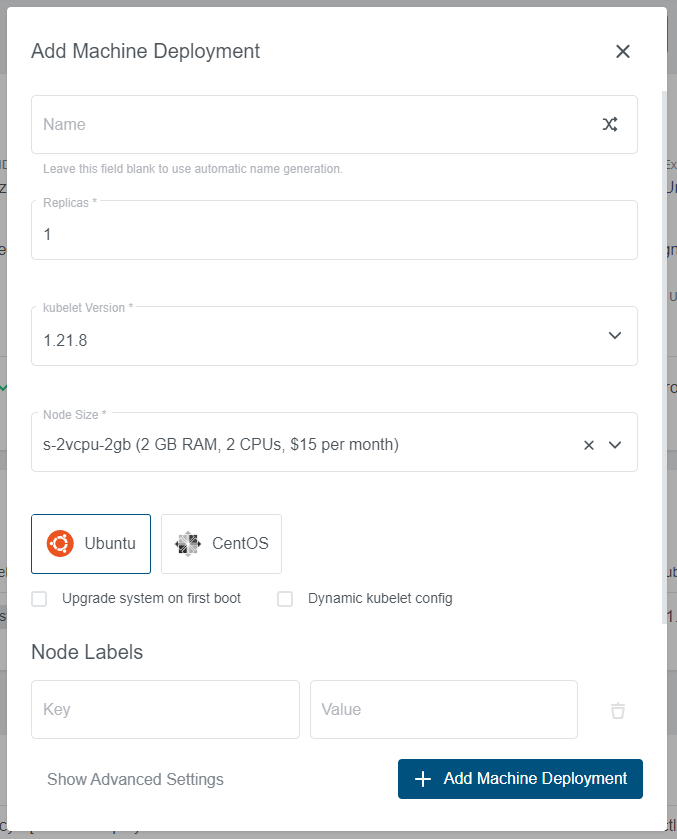 Add Machine Deployment
Name
Leave this field blank to use automatic name generation.
Replicas *
1
kubelet Version *
1.21.8
Node Size *
s-2vcpu-2gb (2 GB RAM, 2 CPUs, $15 per month)
Ubuntu
CentOS
Upgrade system on first boot
Dynamic kubelet config
Node Labels
Key
Value
Show Advanced Settings
Add Machine Deployment